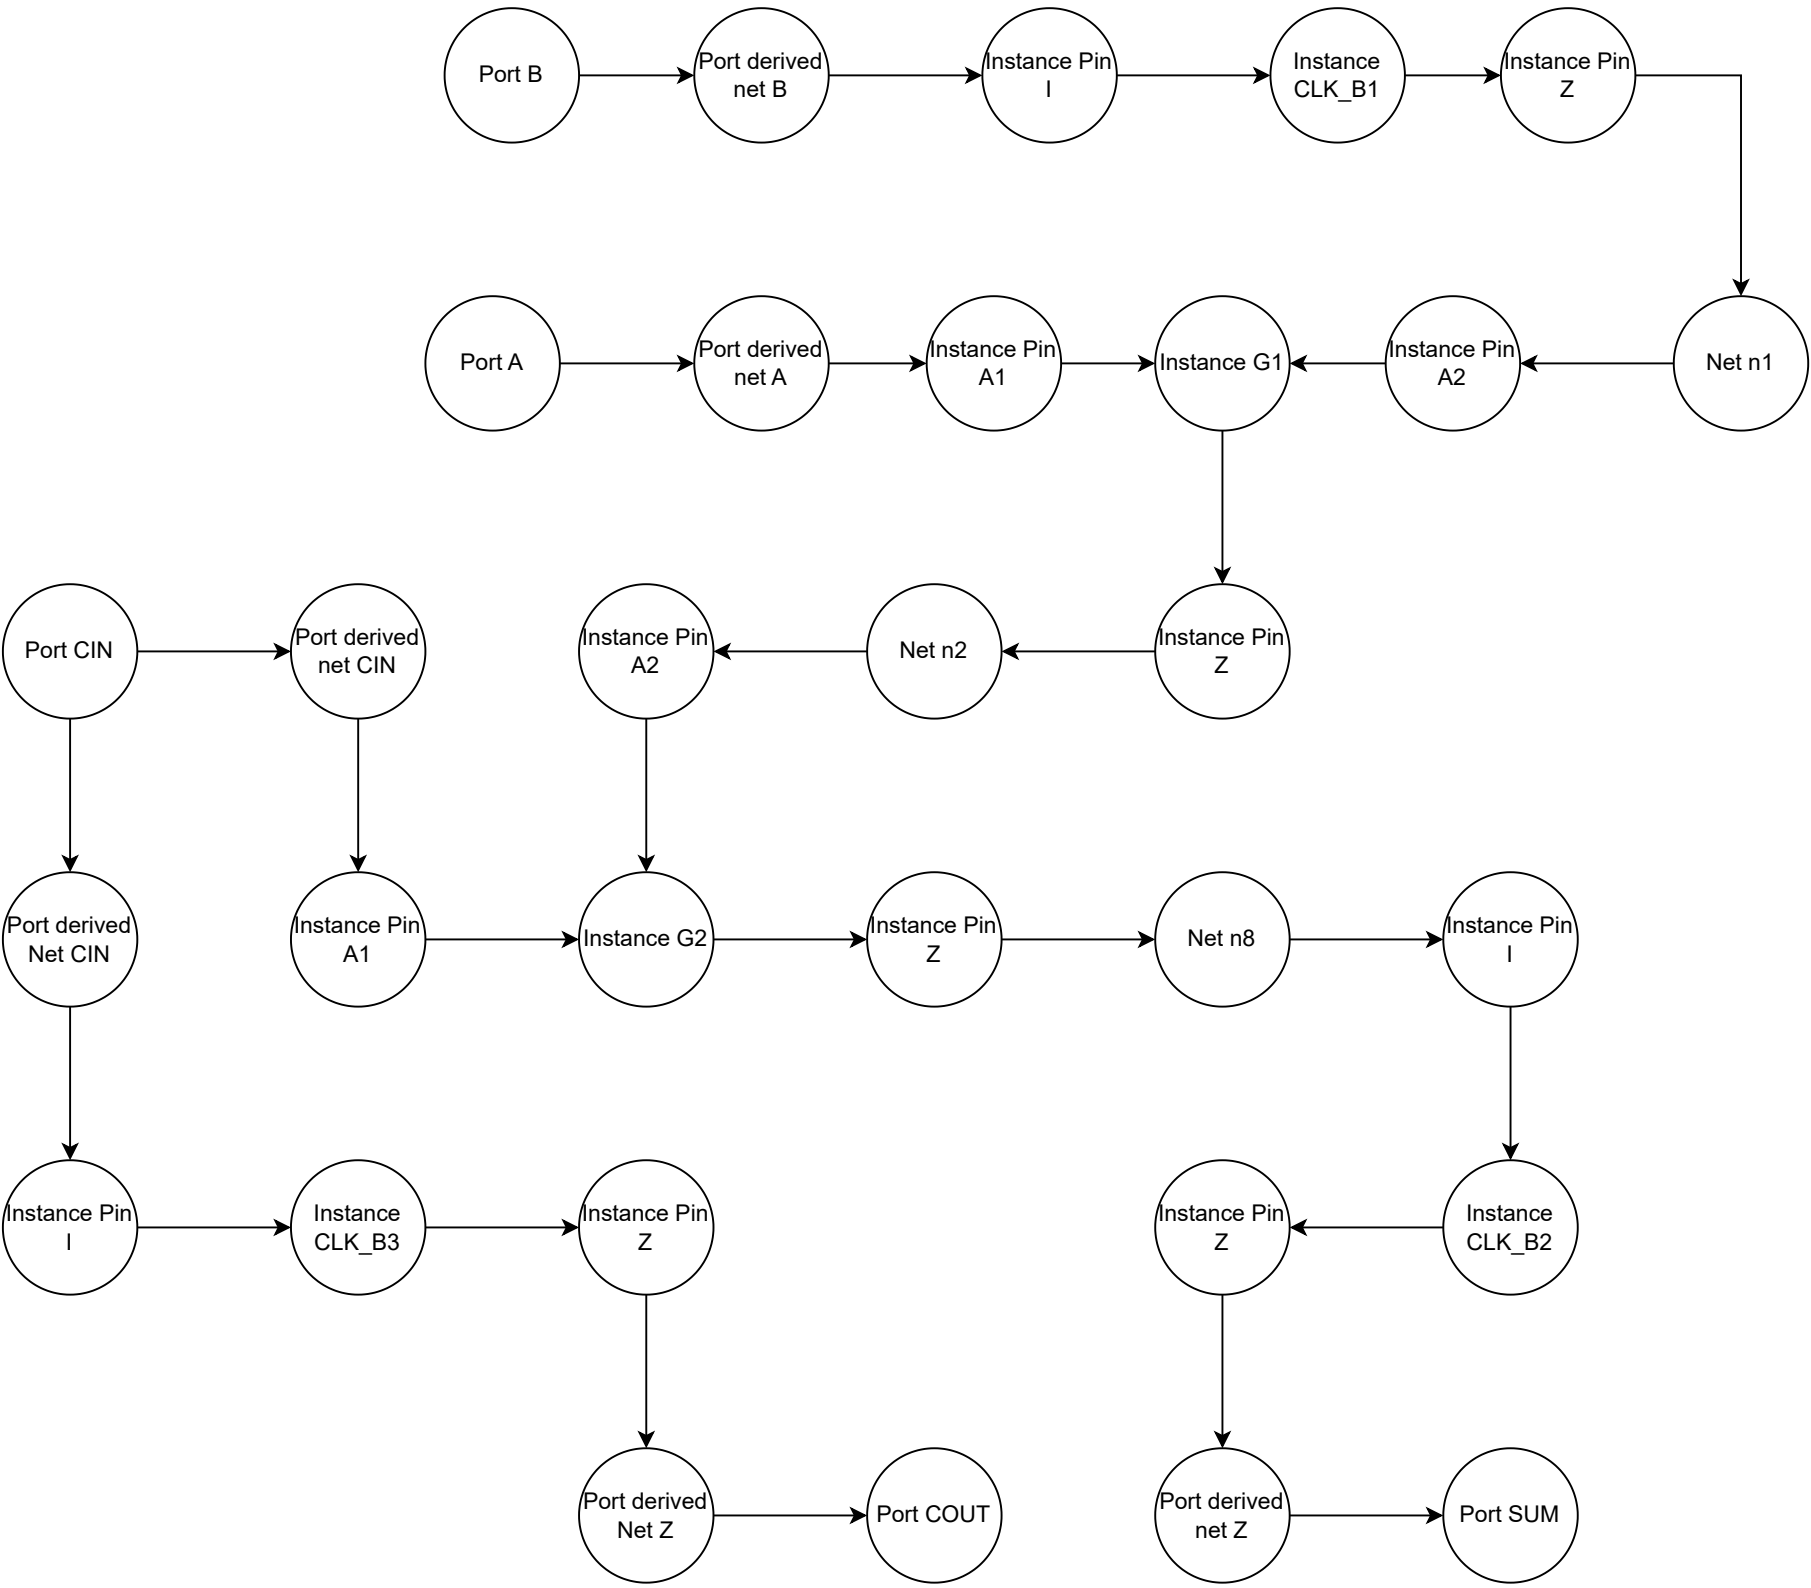 Port B
Port derived
net B
Instance Pin
I
Instance
CLK_B1
Instance Pin
Z
Port A
Port derived
net A
Instance Pin
A1
Instance G1
Instance Pin
A2
Net n1
Port CIN
Port derived
net CIN
Instance Pin
A2
Net n2
Instance Pin
Z
Port derived
Net CIN
Instance Pin
A1
Instance G2
Instance Pin
Z
Net n8
Instance Pin
I
Instance Pin
I
Instance
CLK_B3
Instance Pin
Z
Instance Pin
Z
Instance
CLK_B2
Port derived
Net Z
Port COUT
Port derived
net Z
Port SUM